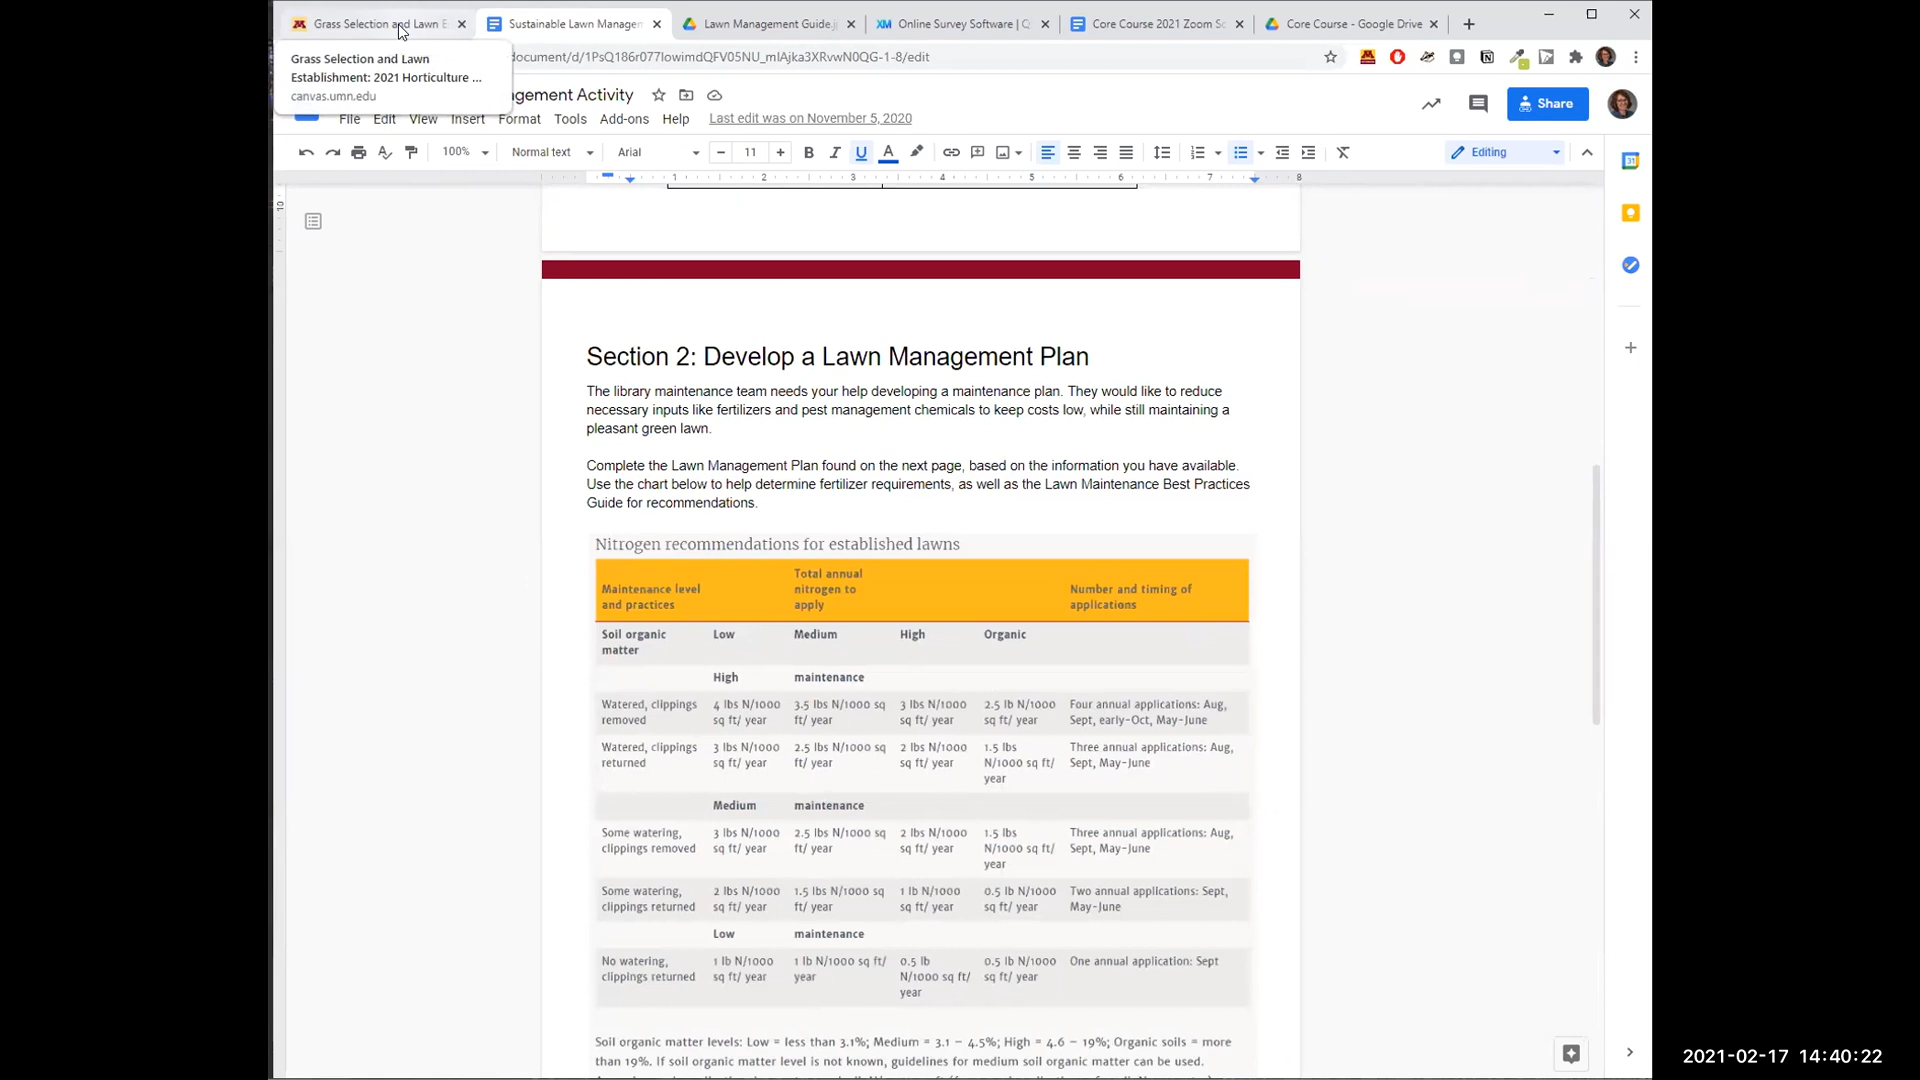 Grass Selection and Lawn E
Sustainable Lawn Manager
Lawn Management Guide.j
Online Survey Software | Q
Core Course 2021 Zoom Sc
Core Course - Google Drive
Grass Selection and Lawn
Establishment: 2021 Horticulture ...
canvas.umn.edu
ocument/d/1PsQ186r077IowimdQFV05NU_mIAjka3XRvwN0QG-1-8/edit
gement Activity
Share
File Edit View Insert Format Tools Add-ons Help Last edit was on November 5, 2020
100% Normal text Arial 11 Editing
1 2 3 4 5 6 7 8
Section 2: Develop a Lawn Management Plan
The library maintenance team needs your help developing a maintenance plan. They would like to reduce
necessary inputs like fertilizers and pest management chemicals to keep costs low, while still maintaining a
pleasant green lawn.
Complete the Lawn Management Plan found on the next page, based on the information you have available.
Use the chart below to help determine fertilizer requirements, as well as the Lawn Maintenance Best Practices
Guide for recommendations.
Nitrogen recommendations for established lawns
Maintenance level
and practices
Total annual
nitrogen to
apply
Number and timing of
applications
Soil organic
matter
Low
Medium
High
Organic
High maintenance
Watered, clippings
removed
4 lbs N/1000
sq ft/ year
3.5 lbs N/1000 sq
ft/ year
3 lbs N/1000
sq ft/ year
2.5 lb N/1000
sq ft/ year
Four annual applications: Aug,
Sept, early-Oct, May-June
Watered, clippings
returned
3 lbs N/1000
sq ft/ year
2.5 lbs N/1000 sq
ft/ year
2 lbs N/1000
sq ft/ year
1.5 lbs
N/1000 sq ft/
year
Three annual applications: Aug,
Sept, May-June
Medium maintenance
Some watering,
clippings removed
3 lbs N/1000
sq ft/ year
2.5 lbs N/1000 sq
ft/ year
2 lbs N/1000
sq ft/ year
1.5 lbs
N/1000 sq ft/
year
Three annual applications: Aug,
Sept, May-June
Some watering,
clippings returned
2 lbs N/1000
sq ft/ year
1.5 lbs N/1000 sq
ft/ year
1 lb N/1000
sq ft/ year
0.5 lb N/1000
sq ft/ year
Two annual applications: Sept,
May-June
Low maintenance
No watering,
clippings returned
1 lb N/1000
sq ft/ year
1 lb N/1000 sq ft/
year
0.5 lb
N/1000 sq ft/
year
0.5 lb N/1000
sq ft/ year
One annual application: Sept
Soil organic matter levels: Low = less than 3.1%; Medium = 3.1 – 4.5%; High = 4.6 – 19%; Organic soils = more
than 19%. If soil organic matter level is not known, guidelines for medium soil organic matter can be used.
2021-02-17 14:40:22